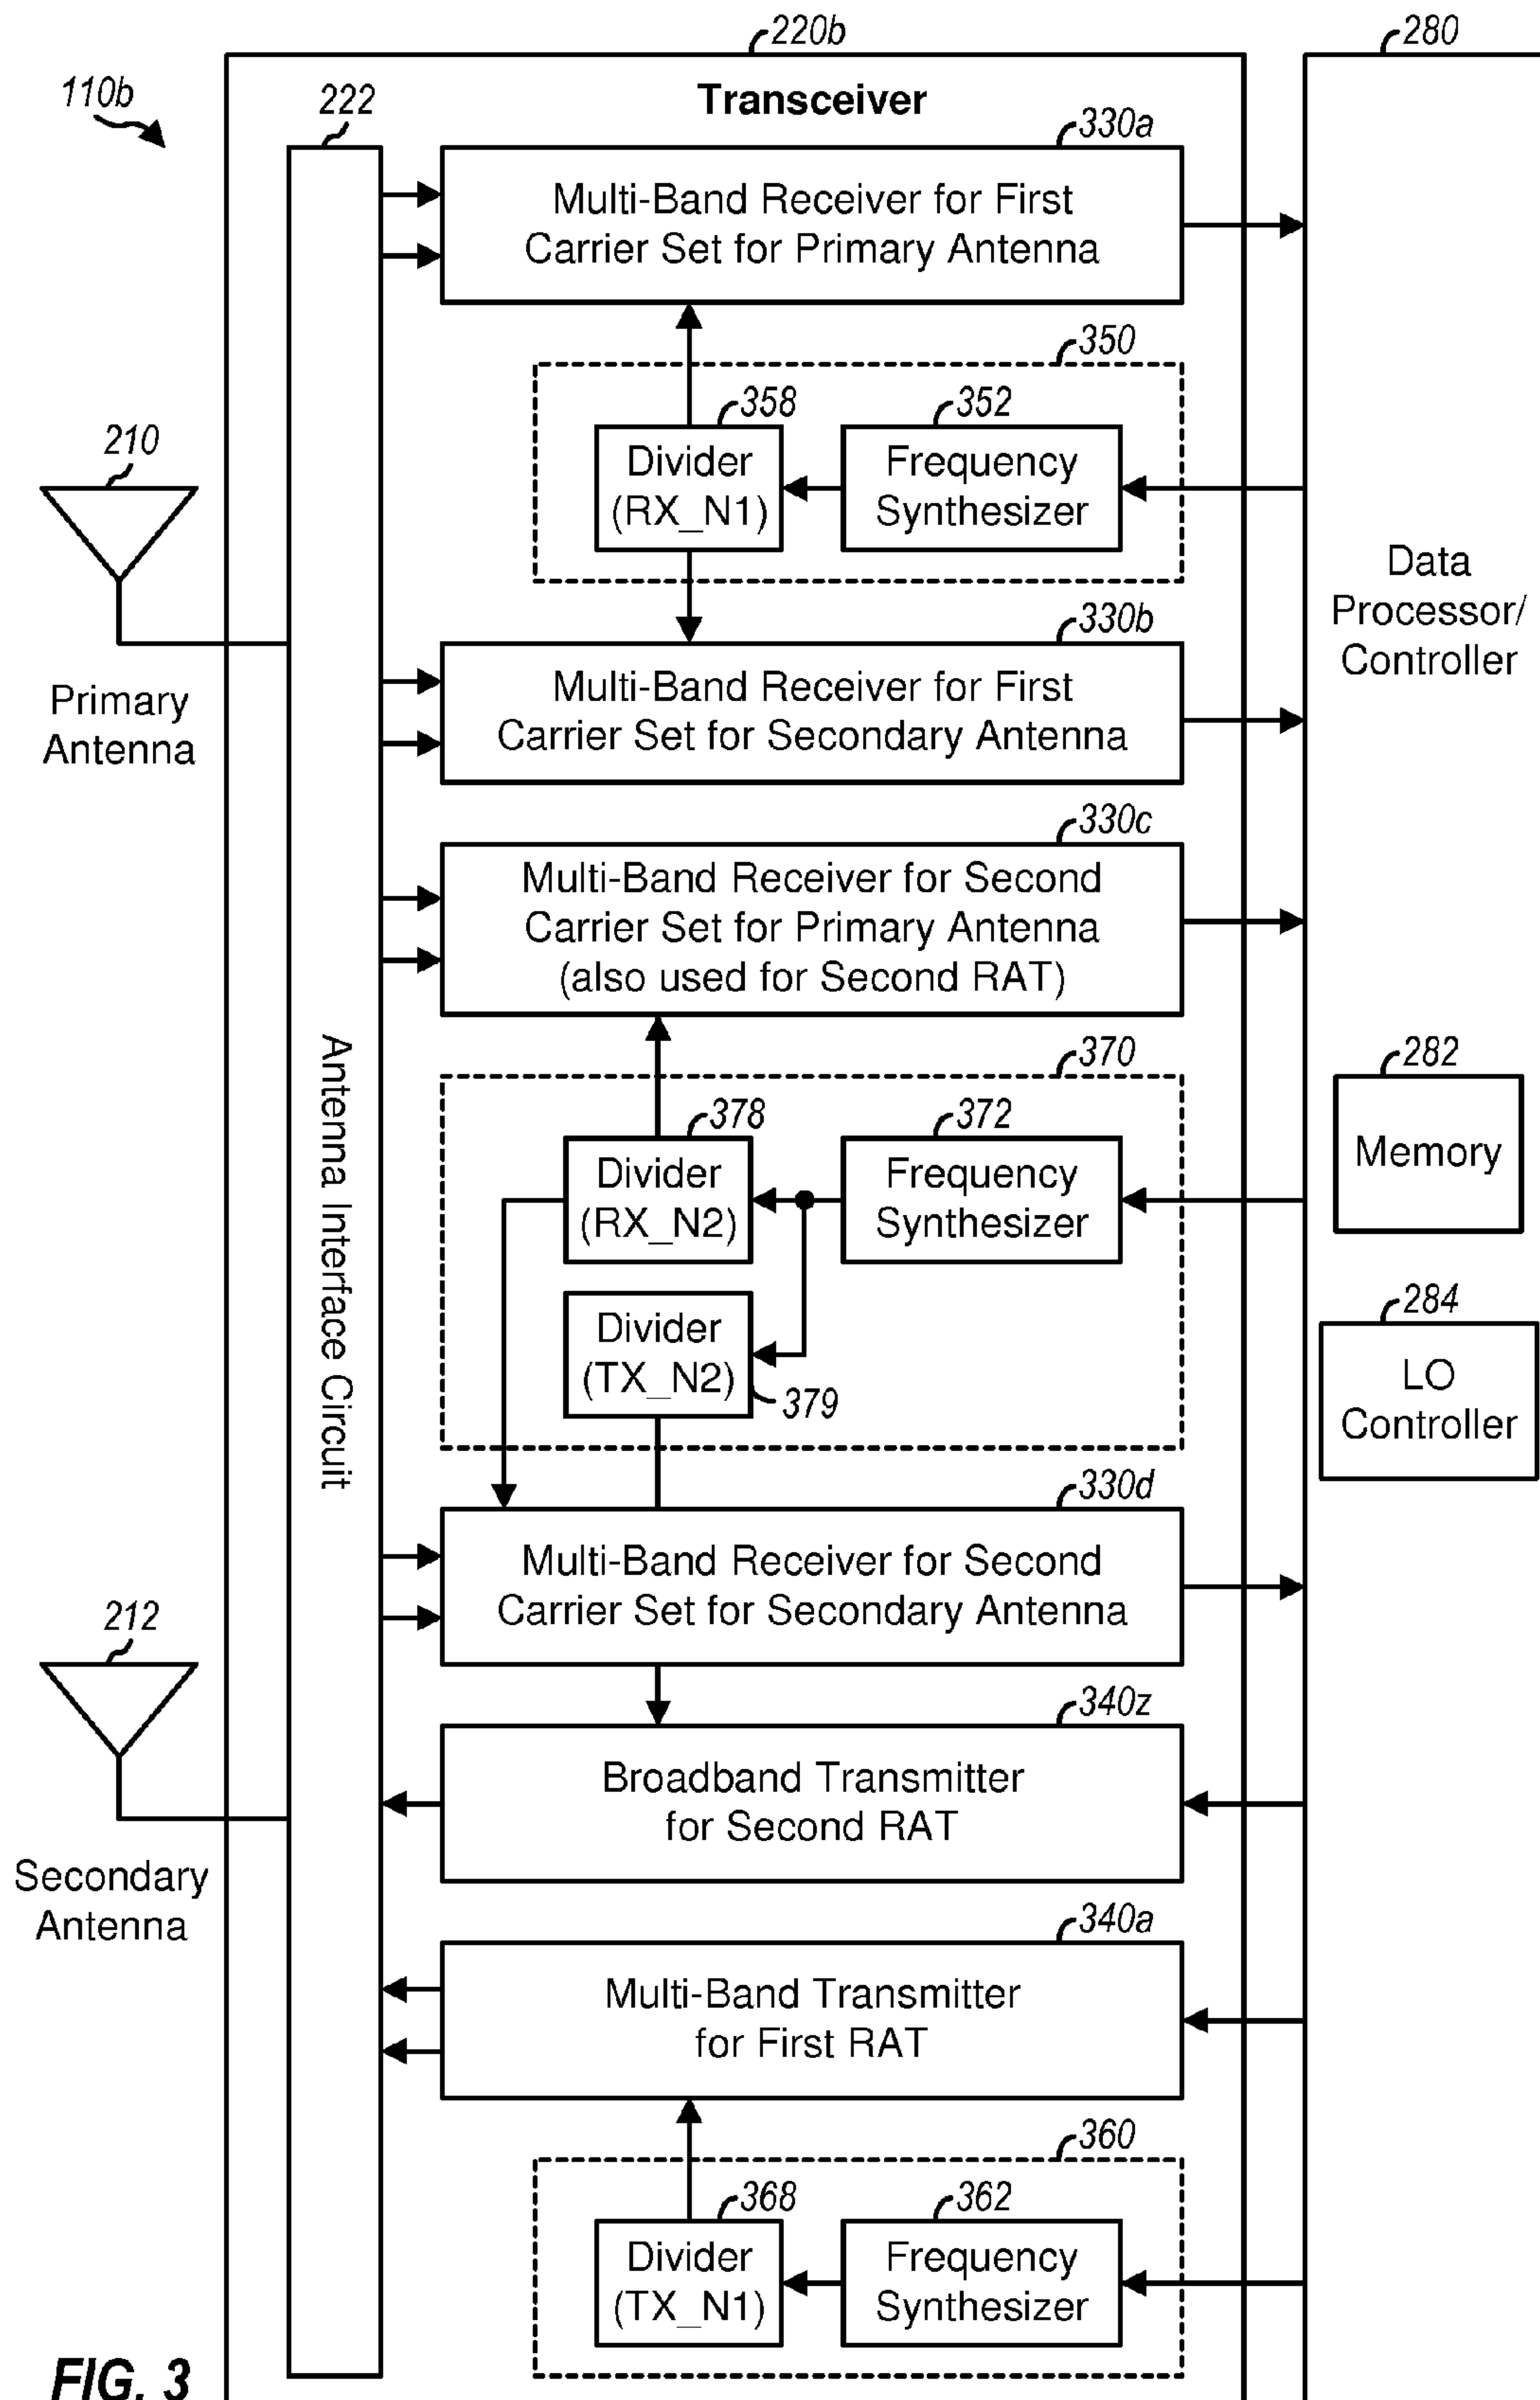 220b
280
110b
222
Transceiver
330a
Multi-Band Receiver for First
Carrier Set for Primary Antenna
350
358
352
210
Divider
(RX_N1)
Frequency
Synthesizer
Data
Processor/
Controller
330b
Primary
Antenna
Multi-Band Receiver for First
Carrier Set for Secondary Antenna
330c
Multi-Band Receiver for Second
Carrier Set for Primary Antenna
(also used for Second RAT)
Antenna Interface Circuit
370
282
378
372
Memory
Divider
(RX_N2)
Frequency
Synthesizer
284
Divider
(TX_N2)
379
LO
Controller
330d
Multi-Band Receiver for Second
Carrier Set for Secondary Antenna
212
340z
Broadband Transmitter
for Second RAT
Secondary
Antenna
340a
Multi-Band Transmitter
for First RAT
360
368
362
Divider
(TX_N1)
Frequency
Synthesizer
FIG. 3